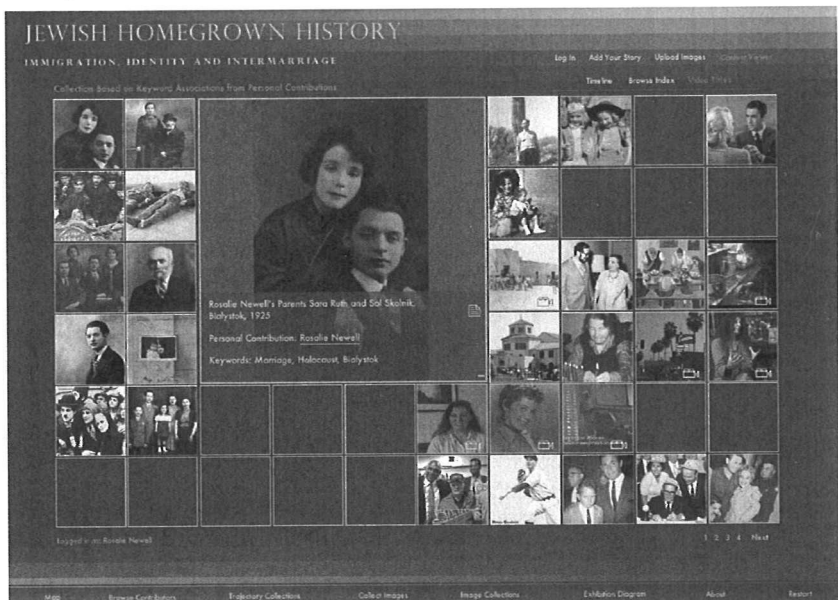 JEWISH HOMEGROWN HISTORY
IMMIGRATION, IDENTITY AND INTERMARRIAGE
Log In Add Your Story Upload Images
Timeline Browse Index Video Titles
Collection Based on Keyword Associations from Personal Contributions
Rosalie Newell's Parents Sara Ruth and Sol Skolnik,
Bialystok, 1925
Personal Contribution: Rosalie Newell
Keywords: Marriage, Holocaust, Bialystok
Logged in as: Rosalie Newell
1 2 3 4 Next
Map Browse Contributors Trajectory Collections Collect Images Image Collections Exhibition Diagram About Restart